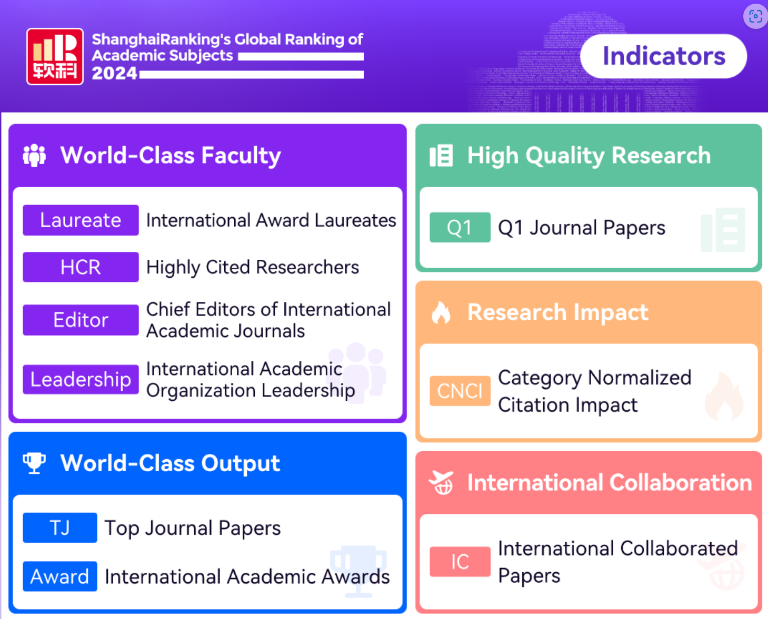 软科
ShanghaiRanking's Global Ranking of
Academic Subjects
2024
Indicators
World-Class Faculty
Laureate International Award Laureates
HCR Highly Cited Researchers
Editor Chief Editors of International
Academic Journals
Leadership International Academic
Organization Leadership
World-Class Output
TJ Top Journal Papers
Award International Academic Awards
High Quality Research
Q1 Q1 Journal Papers
Research Impact
CNCI Category Normalized
Citation Impact
International Collaboration
IC International Collaborated
Papers